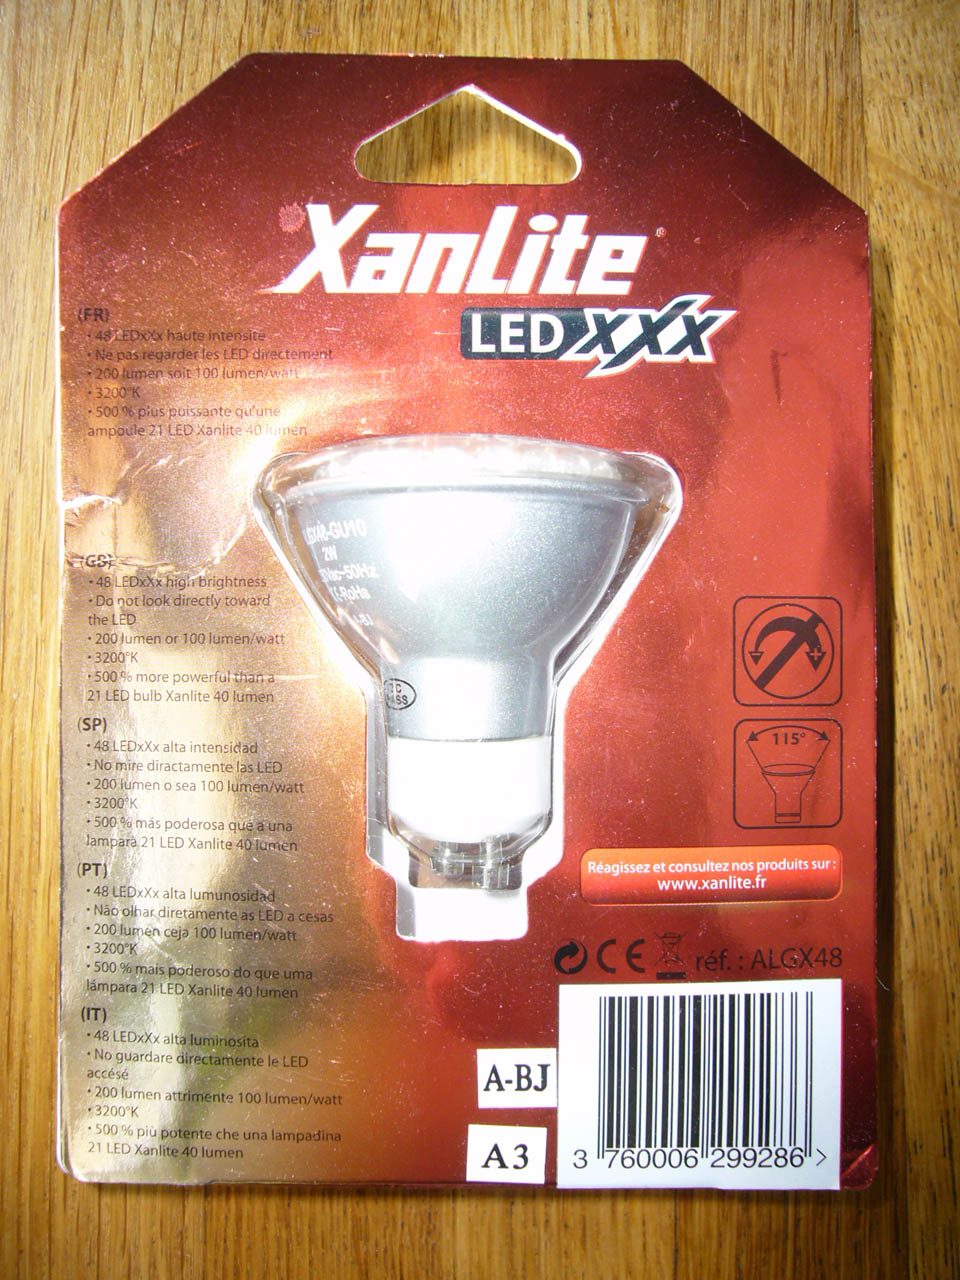 XanLite®
LED xXx
(FR)
• 48 LEDxXx haute intensite
• Ne pas regarder les LED directement
• 200 lumen soit 100 lumen/watt
• 3200°K
• 500 % plus puissante qu'une
ampoule 21 LED Xanlite 40 lumen
(GB)
• 48 LEDxXx high brightness
• Do not look directly toward
the LED
• 200 lumen or 100 lumen/watt
• 3200°K
• 500 % more powerful than a
21 LED bulb Xanlite 40 lumen
(SP)
• 48 LEDxXx alta intensidad
• No mire diractamente las LED
• 200 lumen o sea 100 lumen/watt
• 3200°K
• 500 % más poderosa que a una
lampara 21 LED Xanlite 40 lumen
(PT)
• 48 LEDxXx alta lumunosidad
• Não olhar diretamente as LED a cesas
• 200 lumen ceja 100 lumen/watt
• 3200°K
• 500 % mais poderoso do que uma
lámpara 21 LED Xanlite 40 lumen
(IT)
• 48 LEDxXx alta luminosita
• No guardare directamente le LED
accésé
• 200 lumen attrimente 100 lumen/watt
• 3200°K
• 500 % più potente che una lampadina
21 LED Xanlite 40 lumen
GU10
2W
50Hz
RoHs
115°
Réagissez et consultez nos produits sur :
www.xanlite.fr
CE réf. : ALGX48
A-BJ
A3
3 760006 299286 >